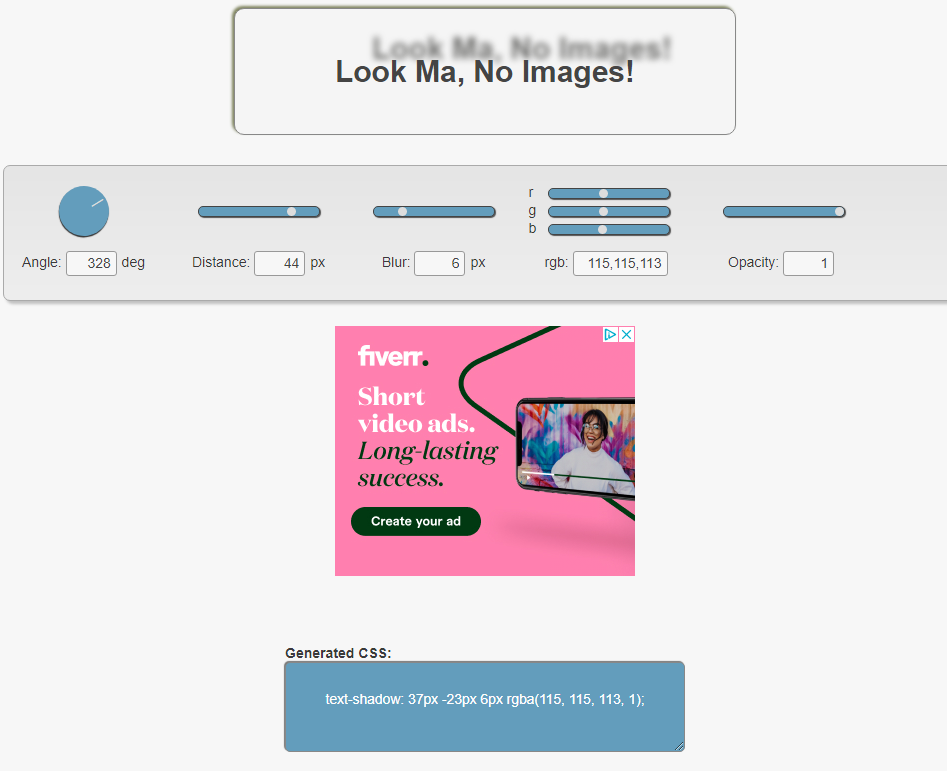 Look Ma, No Images!
Look Ma, No Images!
r
g
b
Angle: 328 deg
Distance: 44 px
Blur: 6 px
rgb: 115,115,113
Opacity: 1
fiverr.
Short
video ads.
Long-lasting
success.
Create your ad
Generated CSS:
text-shadow: 37px -23px 6px rgba(115, 115, 113, 1);